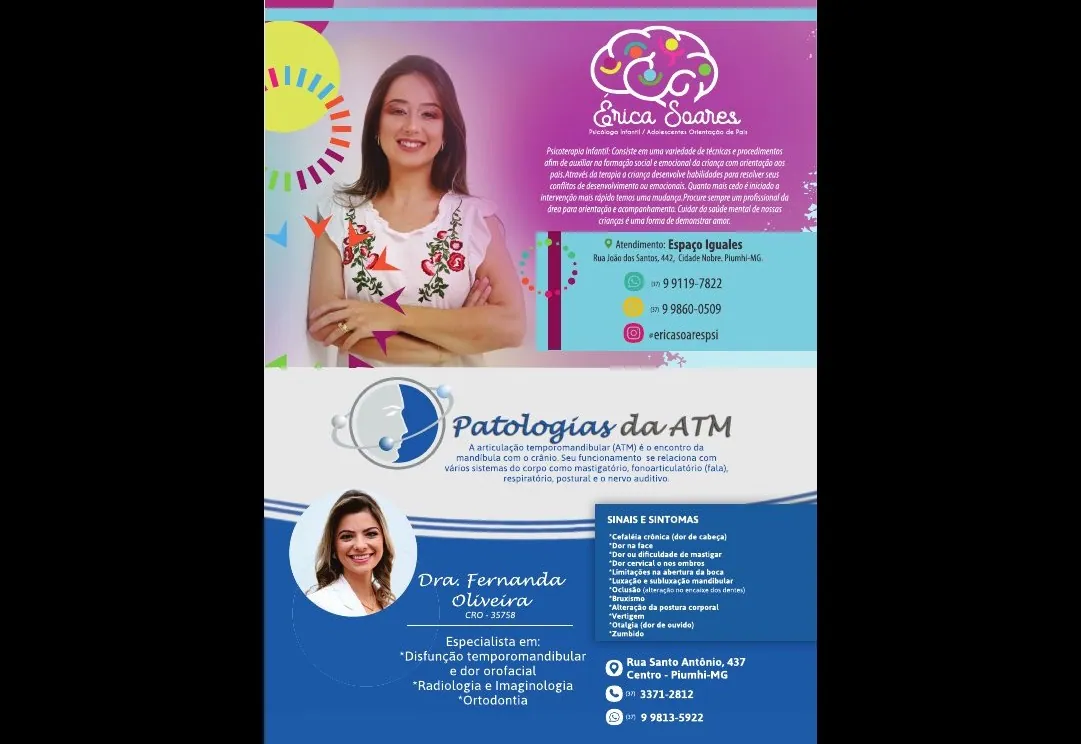 Érica Soares
Psicóloga Infantil / Adolescentes Orientação de Pais
Psicoterapia Infantil: Consiste em uma variedade de técnicas e procedimentos
afim de auxiliar na formação social e emocional da criança com orientação aos
pais.Através da terapia a criança desenvolve habilidades para resolver seus
conflitos de desenvolvimento ou emocionais. Quanto mais cedo é iniciado a
intervenção mais rápido temos uma mudança.Procure sempre um profissional da
área para orientação e acompanhamento. Cuidar da saúde mental de nossas
crianças é uma forma de demonstrar amor.
Atendimento: Espaço Iguales
Rua João dos Santos, 442, Cidade Nobre, Piumhi-MG.
(37) 9 9119-7822
(37) 9 9860-0509
@ericasoarespsi
Patologias da ATM
A articulação temporomandibular (ATM) é o encontro da
mandíbula com o crânio. Seu funcionamento se relaciona com
vários sistemas do corpo como mastigatório, fonoarticulatório (fala),
respiratório, postural e o nervo auditivo.
Dra. Fernanda
Oliveira
CRO - 35758
Especialista em:
*Disfunção temporomandibular
e dor orofacial
*Radiologia e Imaginologia
*Ortodontia
SINAIS E SINTOMAS
*Cefaléia crônica (dor de cabeça)
*Dor na face
*Dor ou dificuldade de mastigar
*Dor cervical o nos ombros
*Limitações na abertura da boca
*Luxação e subluxação mandibular
*Oclusão (alteração no encaixe dos dentes)
*Bruxismo
*Alteração da postura corporal
*Vertigem
*Otalgia (dor de ouvido)
*Zumbido
Rua Santo Antônio, 437
Centro - Piumhi-MG
(37) 3371-2812
(37) 9 9813-5922